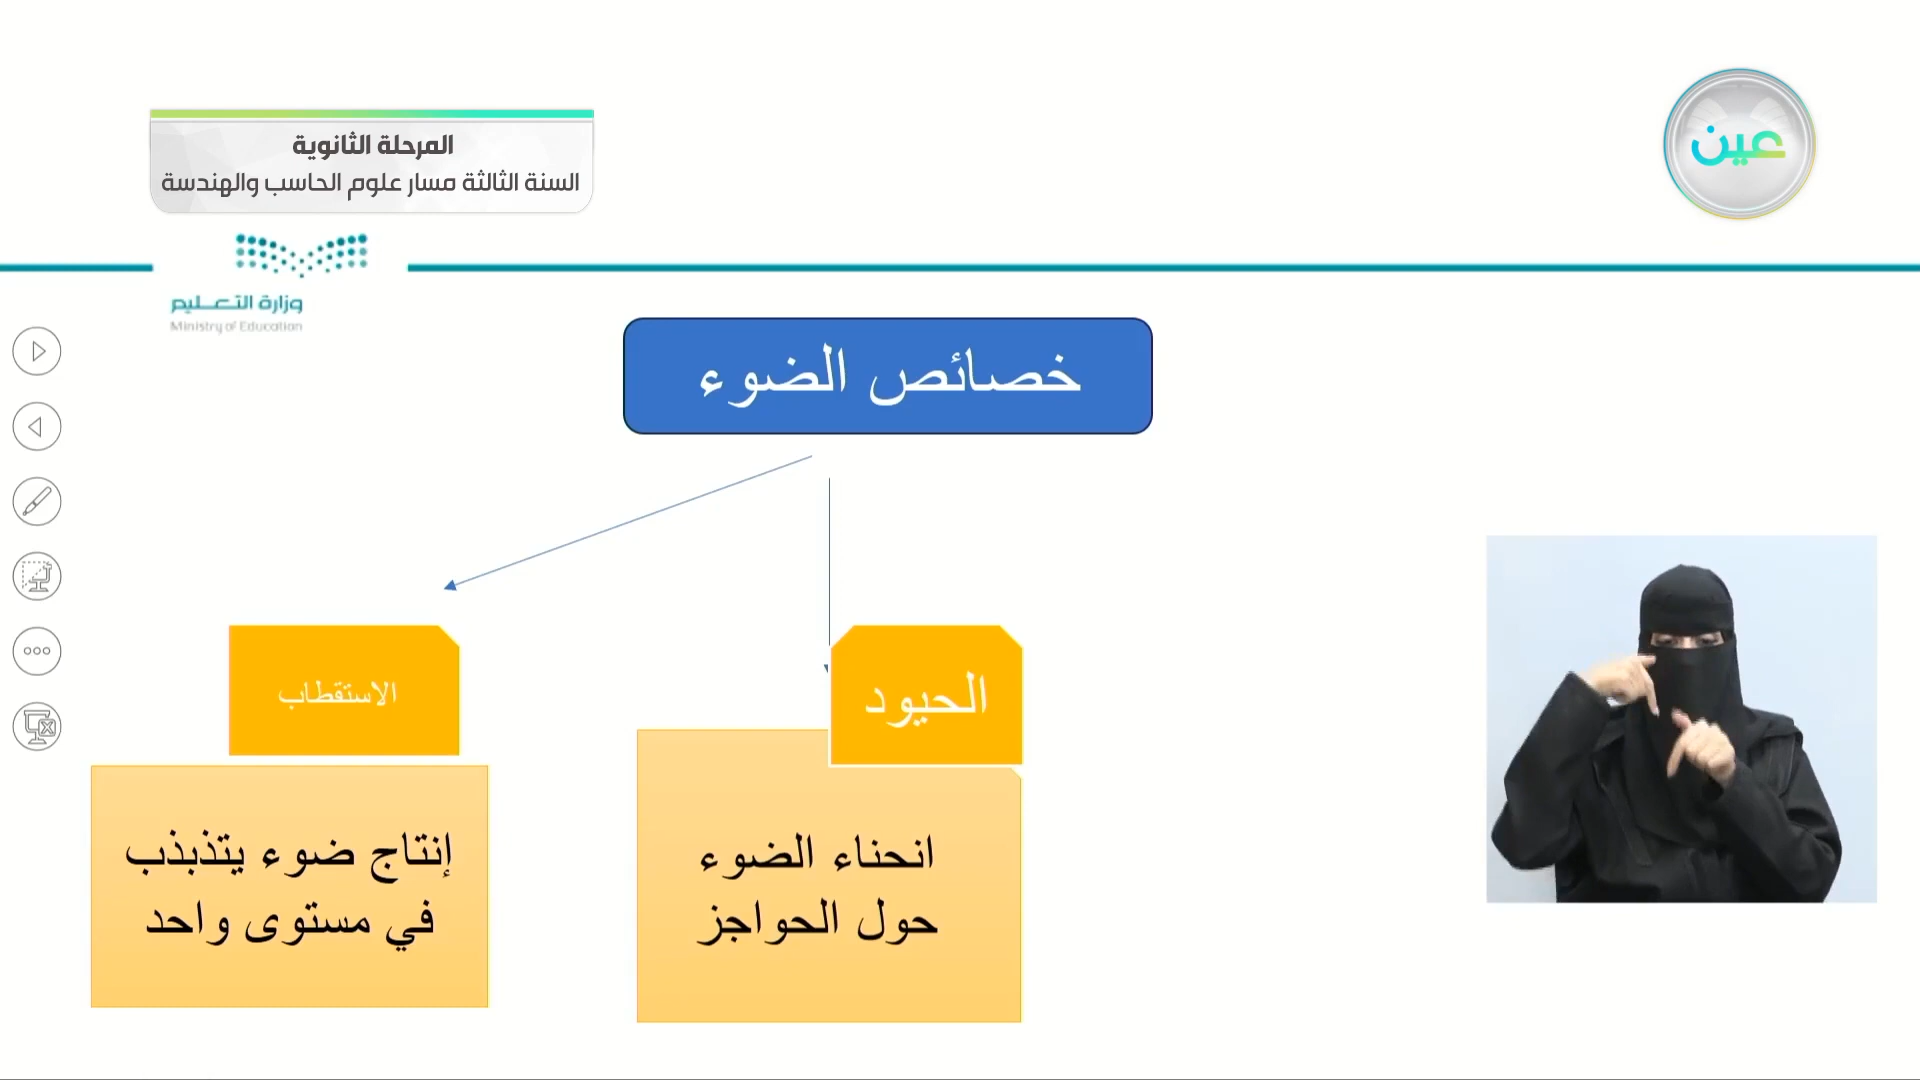 المرحلة الثانوية
السنة الثالثة مسار علوم الحاسب والهندسة
عين
وزارة التعليم
Ministry of Education
خصائص الضوء
الحيود
انحناء الضوء
حول الحواجز
الاستقطاب
إنتاج ضوء يتذبذب
في مستوى واحد